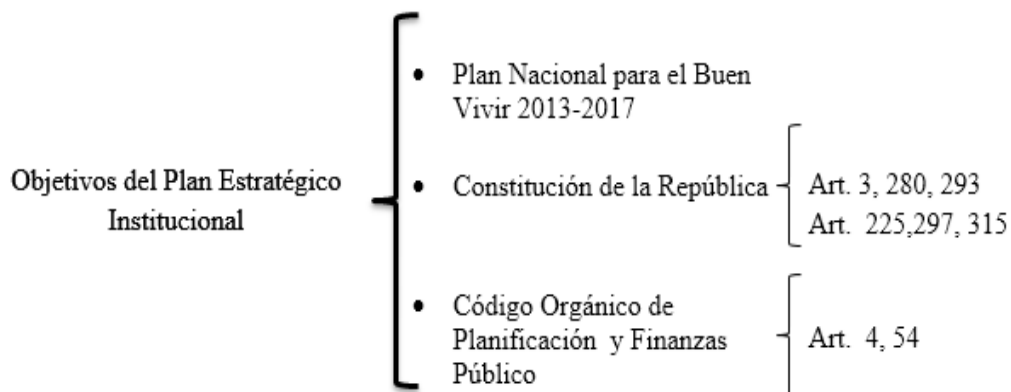 Objetivos del Plan Estratégico
Institucional
• Plan Nacional para el Buen
Vivir 2013-2017
• Constitución de la República
Art. 3, 280, 293
Art. 225,297, 315
• Código Orgánico de
Planificación y Finanzas
Público
Art. 4, 54